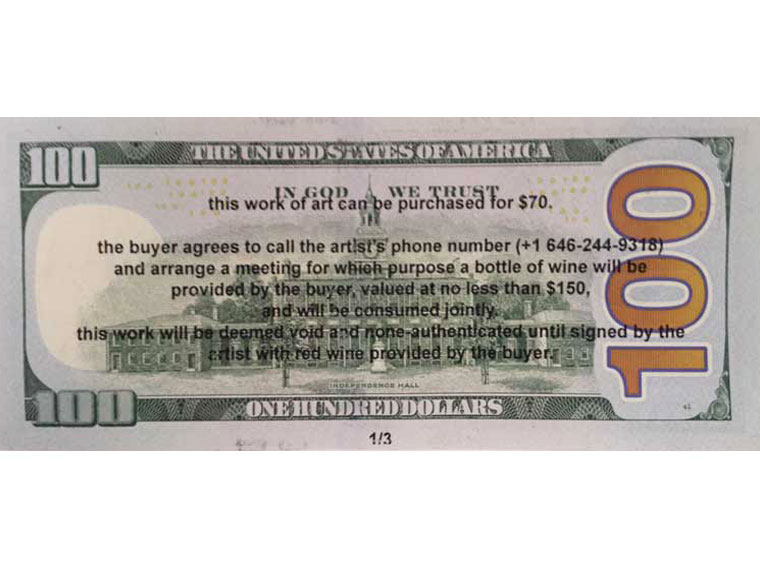 100
THE UNITED STATES OF AMERICA
IN GOD WE TRUST
this work of art can be purchased for $70.
the buyer agrees to call the artist's phone number (+1 646-244-9318)
and arrange a meeting for which purpose a bottle of wine will be
provided by the buyer, valued at no less than $150,
and will be consumed jointly.
this work will be deemed void and none-authenticated until signed by the
artist with red wine provided by the buyer.
100
INDEPENDENCE HALL
100
ONE HUNDRED DOLLARS
1/3